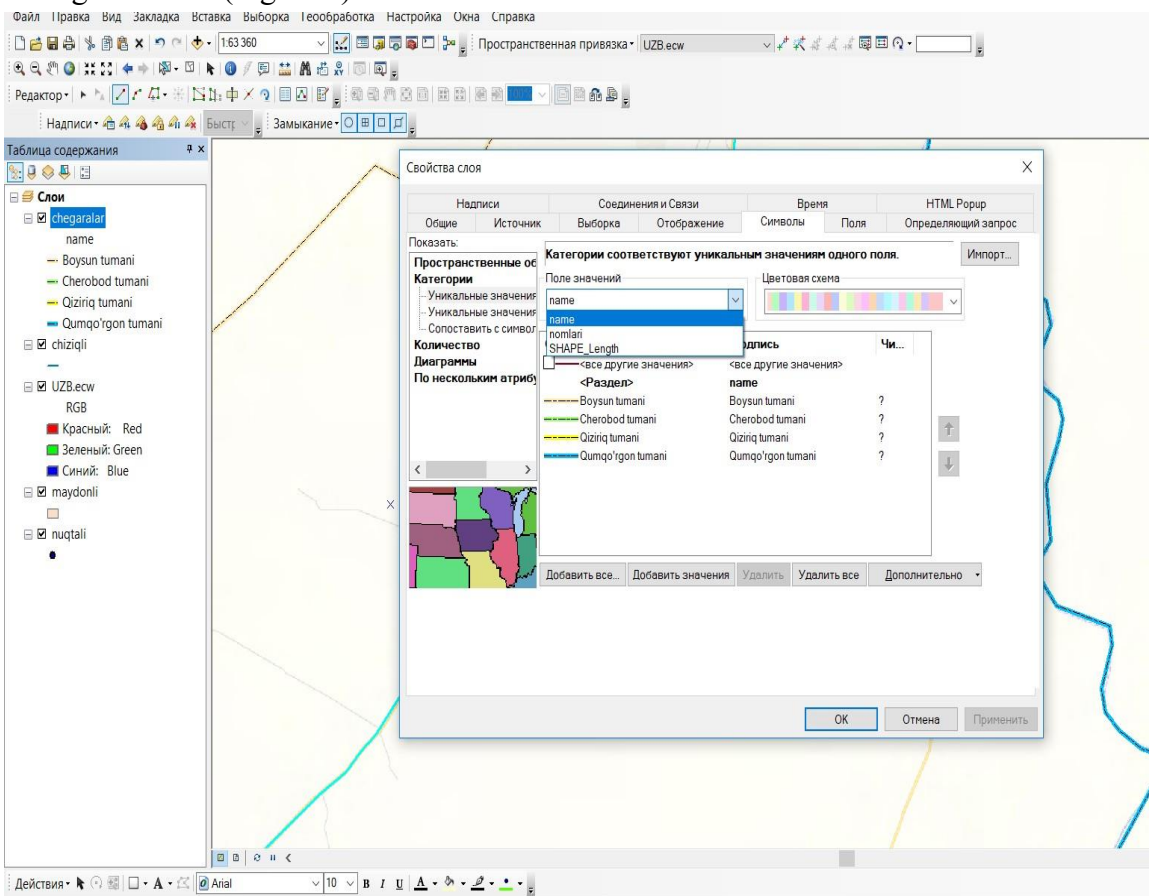 Файл Правка Вид Закладка Вставка Выборка Геообработка Настройка Окна Справка
1:63 360 Пространственная привязка UZB.ecw
Редактор
Надписи Быстр Замыкание
Таблица содержания
Слои
chegaralar
name
Boysun tumani
Cherobod tumani
Qiziriq tumani
Qumqo'rgon tumani
chiziqli
UZB.ecw
RGB
Красный: Red
Зеленый: Green
Синий: Blue
maydonli
nuqtali
Свойства слоя
Надписи Соединения и Связи Время HTML Popup
Общие Источник Выборка Отображение Символы Поля Определяющий запрос
Показать:
Пространственные об
Категории
Уникальные значения
Уникальные значения
Сопоставить с символ
Количество
Диаграммы
По нескольким атрибу
Категории соответствуют уникальным значениям одного поля.
Импорт...
Поле значений Цветовая схема
name
name
nomlari
SHAPE_Length
одпись Чи...
<все другие значения> <все другие значения>
<Раздел> name
Boysun tumani Boysun tumani ?
Cherobod tumani Cherobod tumani ?
Qiziriq tumani Qiziriq tumani ?
Qumqo'rgon tumani Qumqo'rgon tumani ?
Добавить все... Добавить значения Удалить Удалить все Дополнительно
OK Отмена Применить
Действия A Arial 10 B I U A